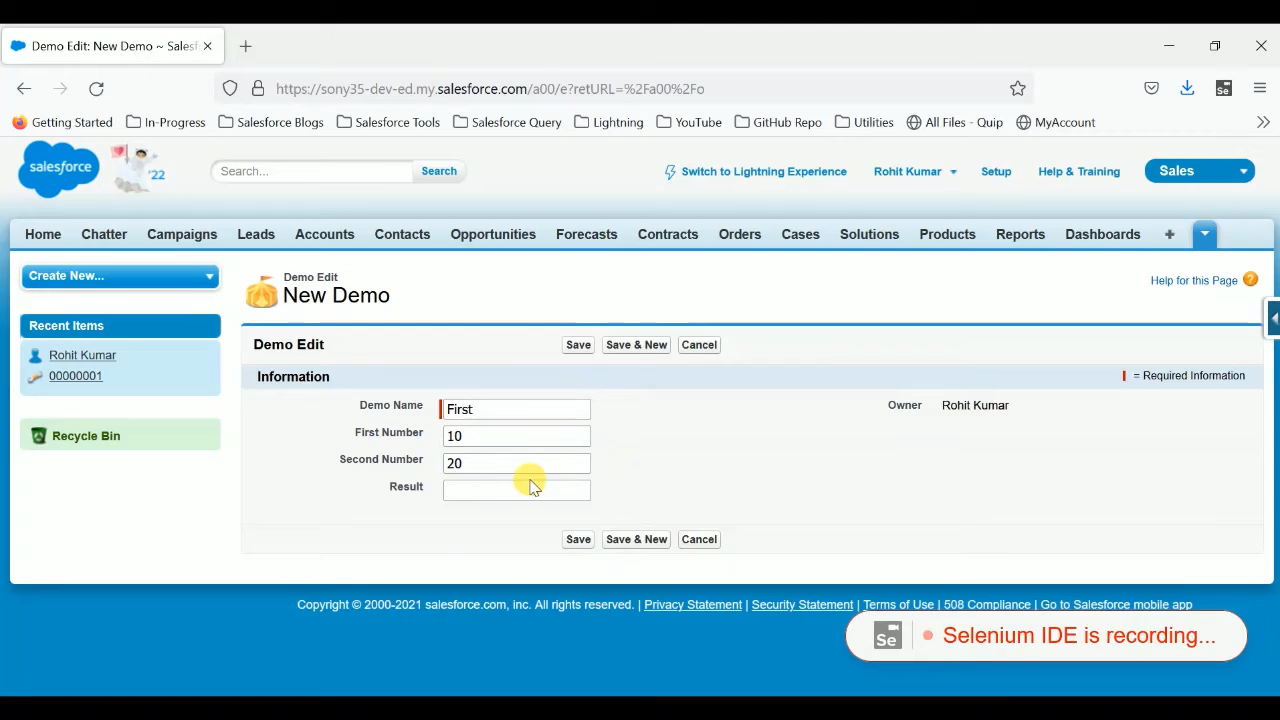 Demo Edit: New Demo ~ Salesf
https://sony35-dev-ed.my.salesforce.com/a00/e?retURL=%2Fa00%2Fo
Se
Getting Started In-Progress Salesforce Blogs Salesforce Tools Salesforce Query Lightning YouTube GitHub Repo Utilities All Files - Quip MyAccount
salesforce '22 Search... Search Switch to Lightning Experience Rohit Kumar Setup Help & Training Sales
Home Chatter Campaigns Leads Accounts Contacts Opportunities Forecasts Contracts Orders Cases Solutions Products Reports Dashboards +
Create New...
Demo Edit
New Demo
Help for this Page ?
Recent Items
Rohit Kumar
00000001
Recycle Bin
Demo Edit Save Save & New Cancel
Information = Required Information
Demo Name First Owner Rohit Kumar
First Number 10
Second Number 20
Result
Save Save & New Cancel
Copyright © 2000-2021 salesforce.com, inc. All rights reserved. | Privacy Statement | Security Statement | Terms of Use | 508 Compliance | Go to Salesforce mobile app
Se Selenium IDE is recording...